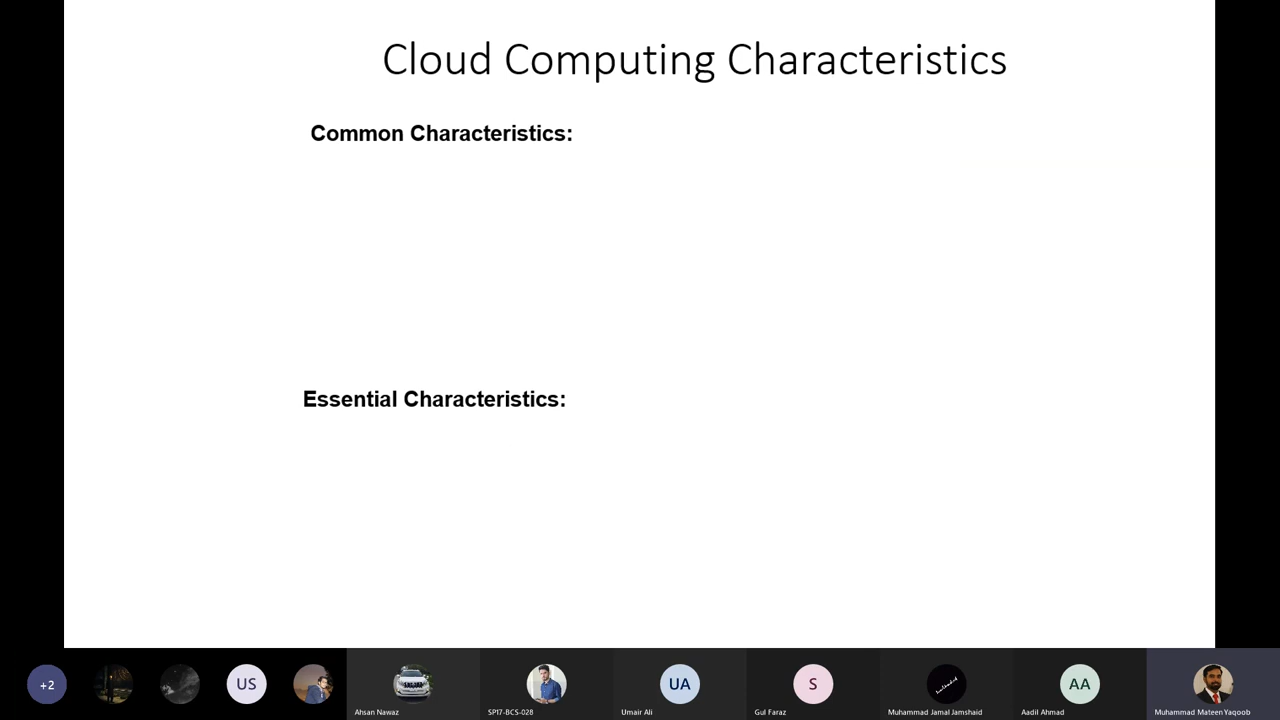 Cloud Computing Characteristics
Common Characteristics:
Essential Characteristics:
+2
US
UA
S
AA
Ahsan Nawaz
SP17-BCS-028
Umair Ali
Gul Faraz
Muhammad Jamal Jamshaid
Aadil Ahmad
Muhammad Mateen Yaqoob